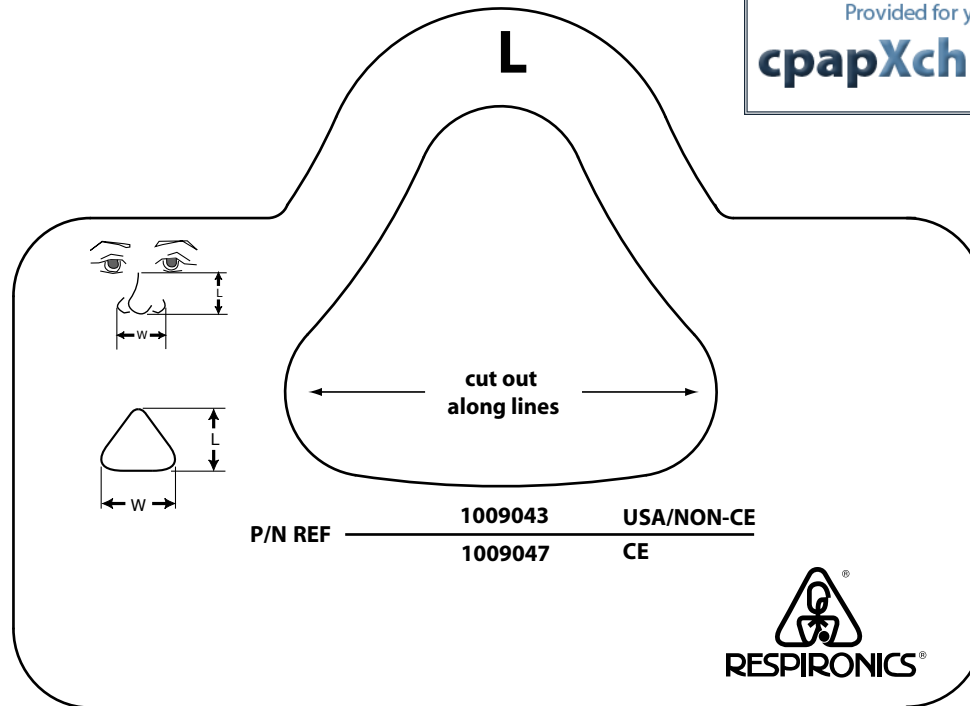 Provided for y
cpapXch
L
L
W
cut out
along lines
L
W
P/N REF
1009043 USA/NON-CE
1009047 CE
®
RESPIRONICS®